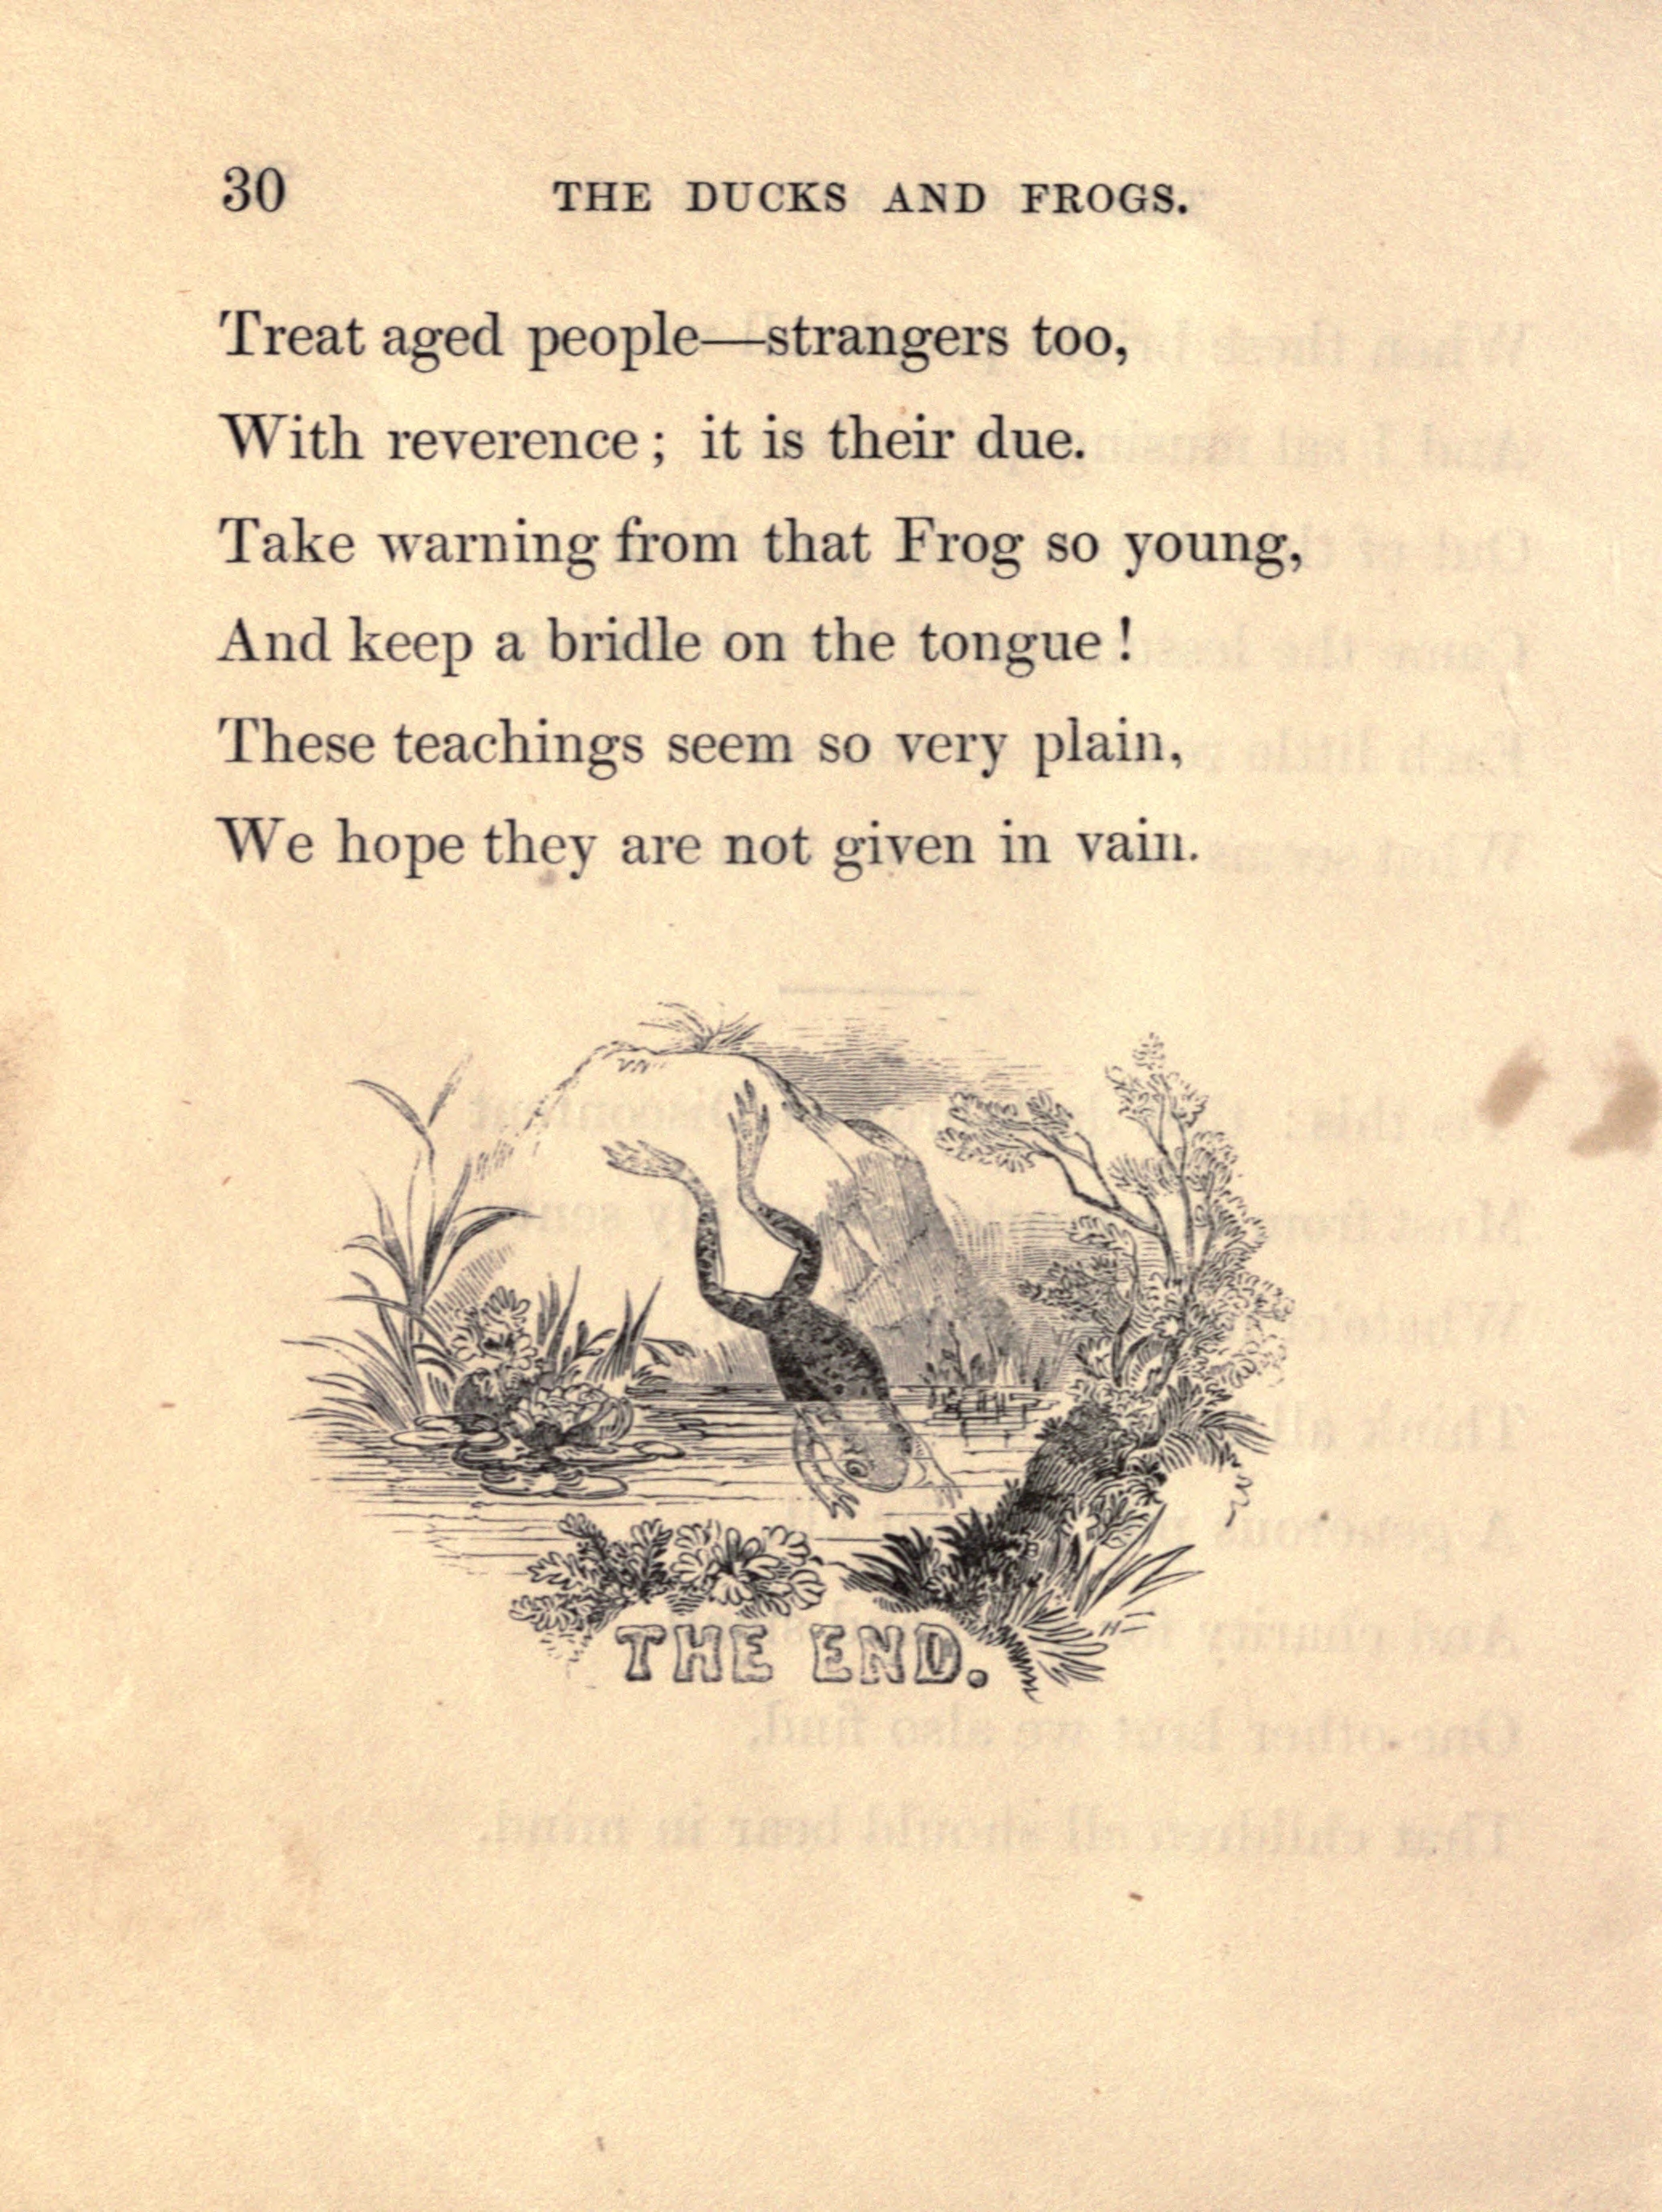 30 THE DUCKS AND FROGS.
Treat aged people—strangers too,
With reverence; it is their due.
Take warning from that Frog so young,
And keep a bridle on the tongue!
These teachings seem so very plain,
We hope they are not given in vain.
THE END.